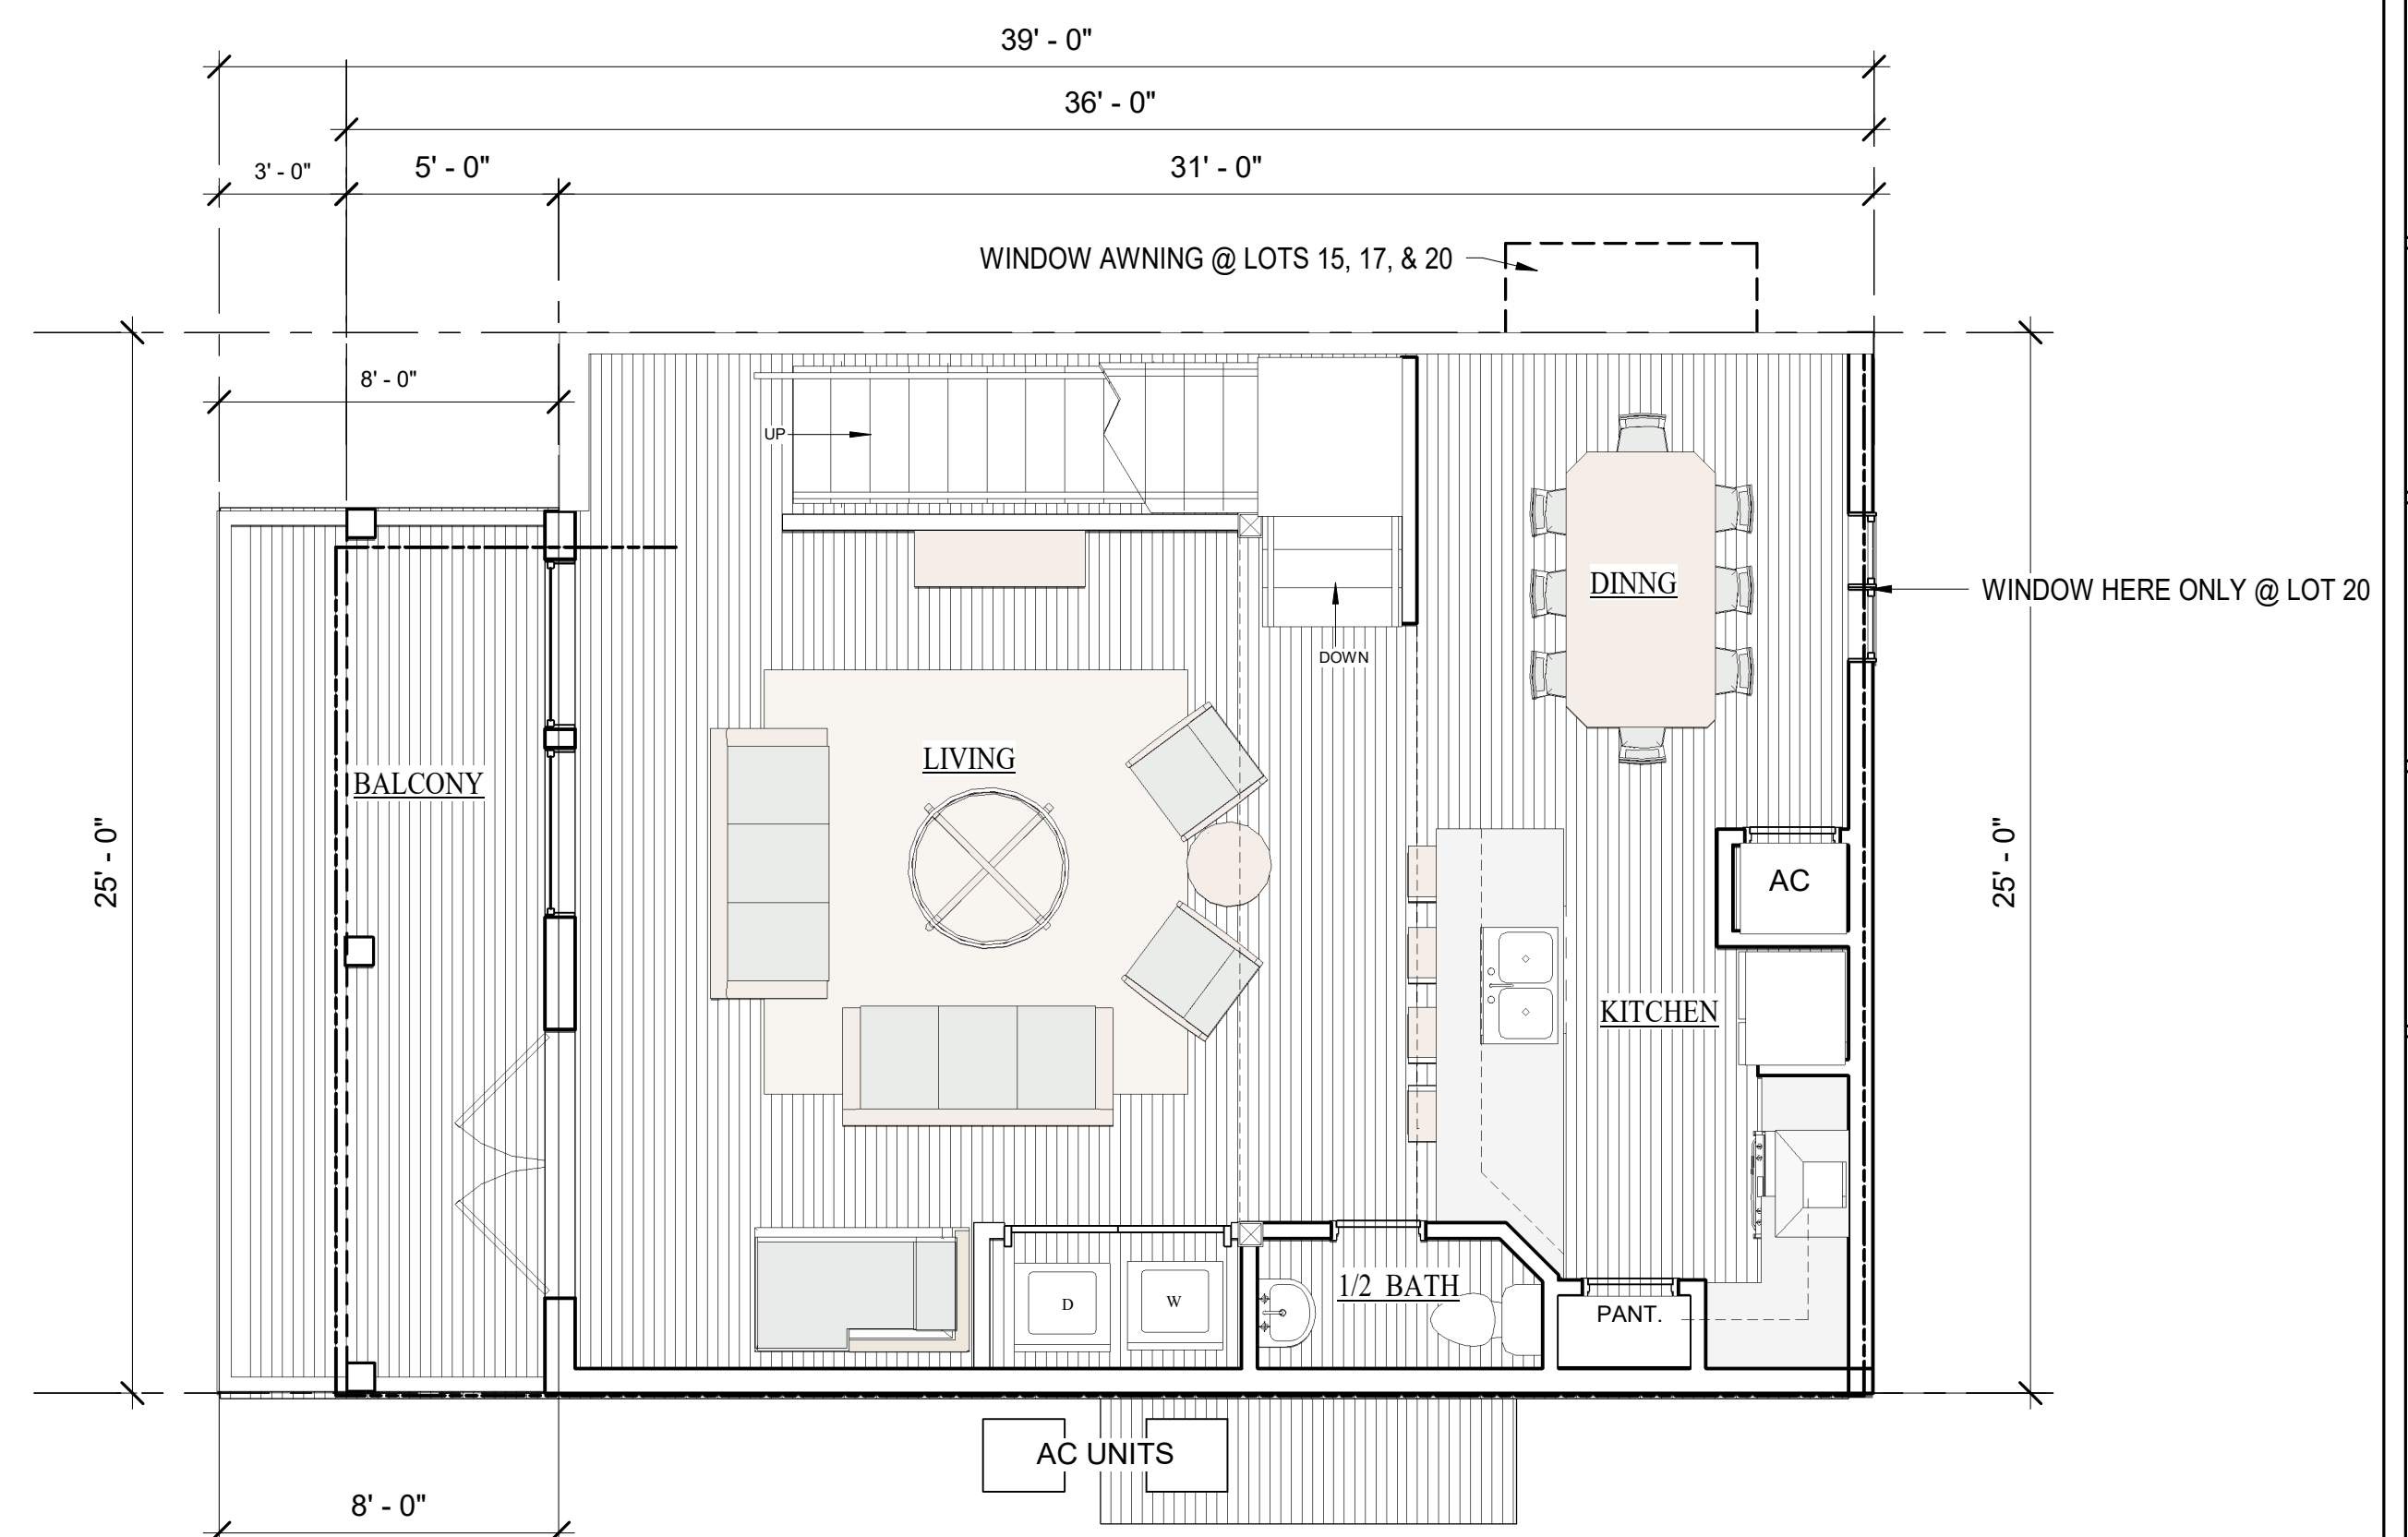 39' - 0"
36' - 0"
3' - 0"
5' - 0"
31' - 0"
WINDOW AWNING @ LOTS 15, 17, & 20
8' - 0"
UP
DINNG
WINDOW HERE ONLY @ LOT 20
DOWN
LIVING
BALCONY
25' - 0"
25' - 0"
AC
KITCHEN
1/2 BATH
D
W
PANT.
AC UNITS
8' - 0"